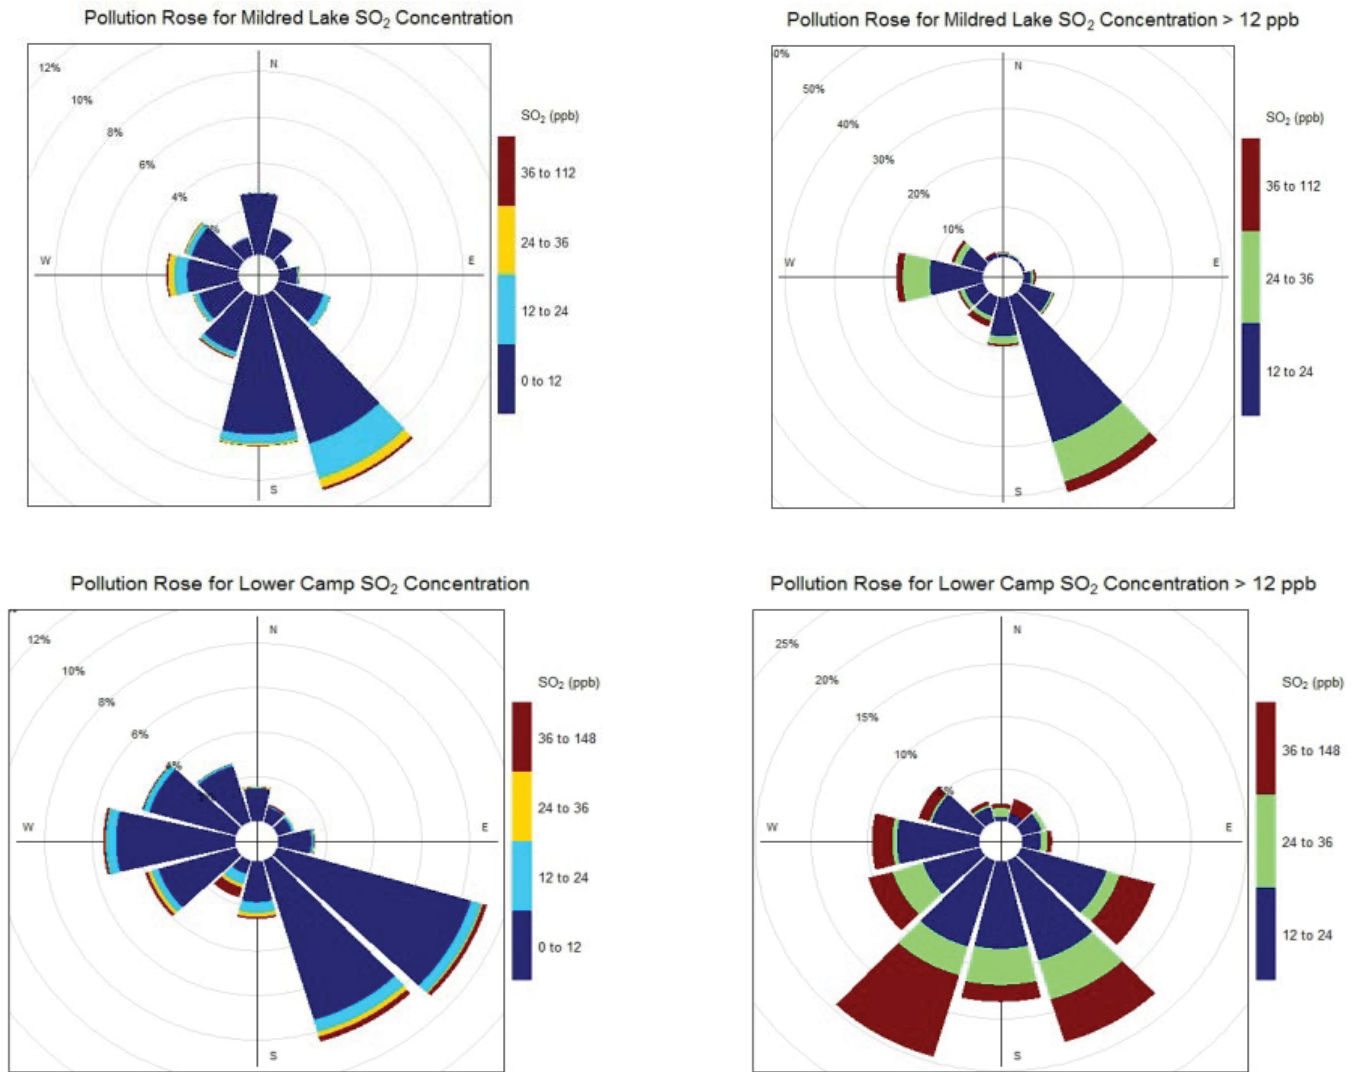 Pollution Rose for Mildred Lake SO₂ Concentration
12%
10%
8%
6%
4%
N
W
E
S
SO₂ (ppb)
36 to 112
24 to 36
12 to 24
0 to 12
Pollution Rose for Mildred Lake SO₂ Concentration > 12 ppb
0%
50%
40%
30%
20%
10%
N
W
E
S
SO₂ (ppb)
36 to 112
24 to 36
12 to 24
Pollution Rose for Lower Camp SO₂ Concentration
12%
10%
8%
6%
4%
N
W
E
S
SO₂ (ppb)
36 to 148
24 to 36
12 to 24
0 to 12
Pollution Rose for Lower Camp SO₂ Concentration > 12 ppb
25%
20%
15%
10%
5%
N
W
E
S
SO₂ (ppb)
36 to 148
24 to 36
12 to 24